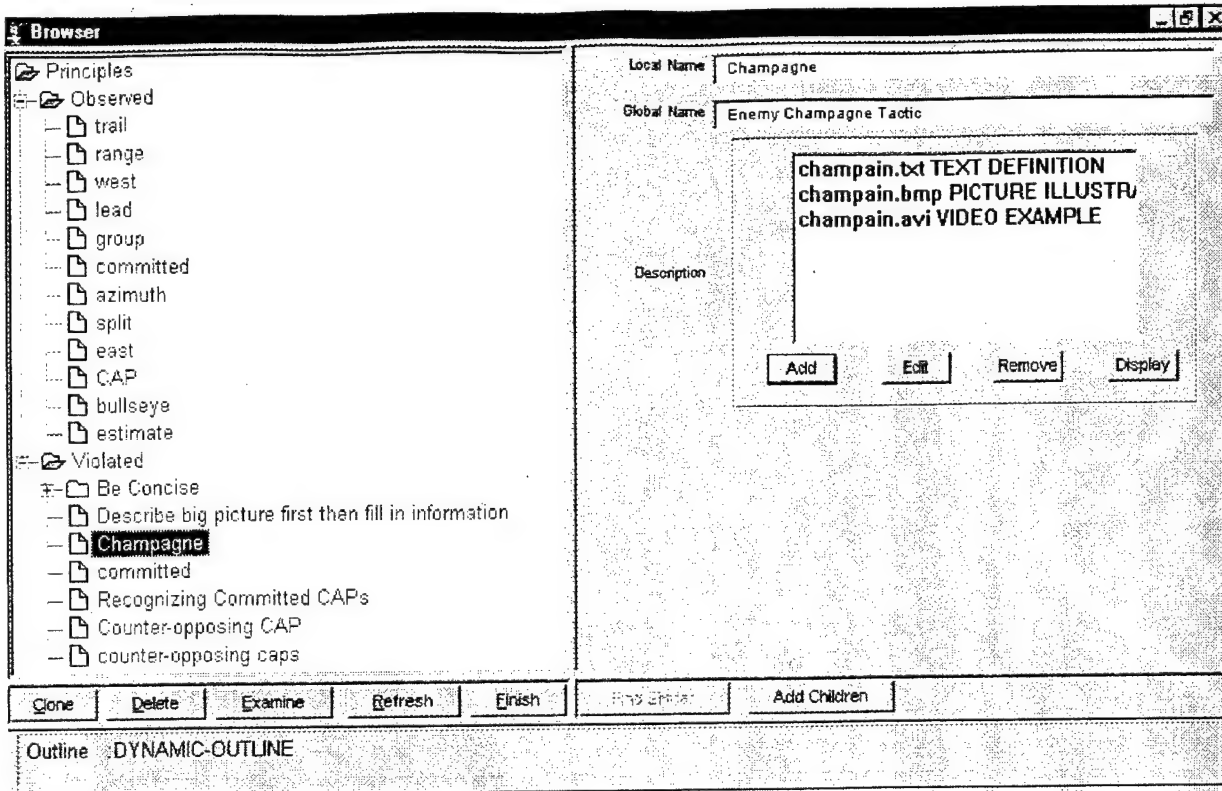 Browser
Principles
Observed
trail
range
west
lead
group
committed
azimuth
split
east
CAP
bullseye
estimate
Violated
Be Concise
Describe big picture first then fill in information
Champagne
committed
Recognizing Committed CAPs
Counter-opposing CAP
counter-opposing caps
Clone Delete Examine Refresh Finish
Local Name Champagne
Global Name Enemy Champagne Tactic
Description
champain.txt TEXT DEFINITION
champain.bmp PICTURE ILLUSTRA
champain.avi VIDEO EXAMPLE
Add Edit Remove Display
Add Children
Outline :DYNAMIC-OUTLINE